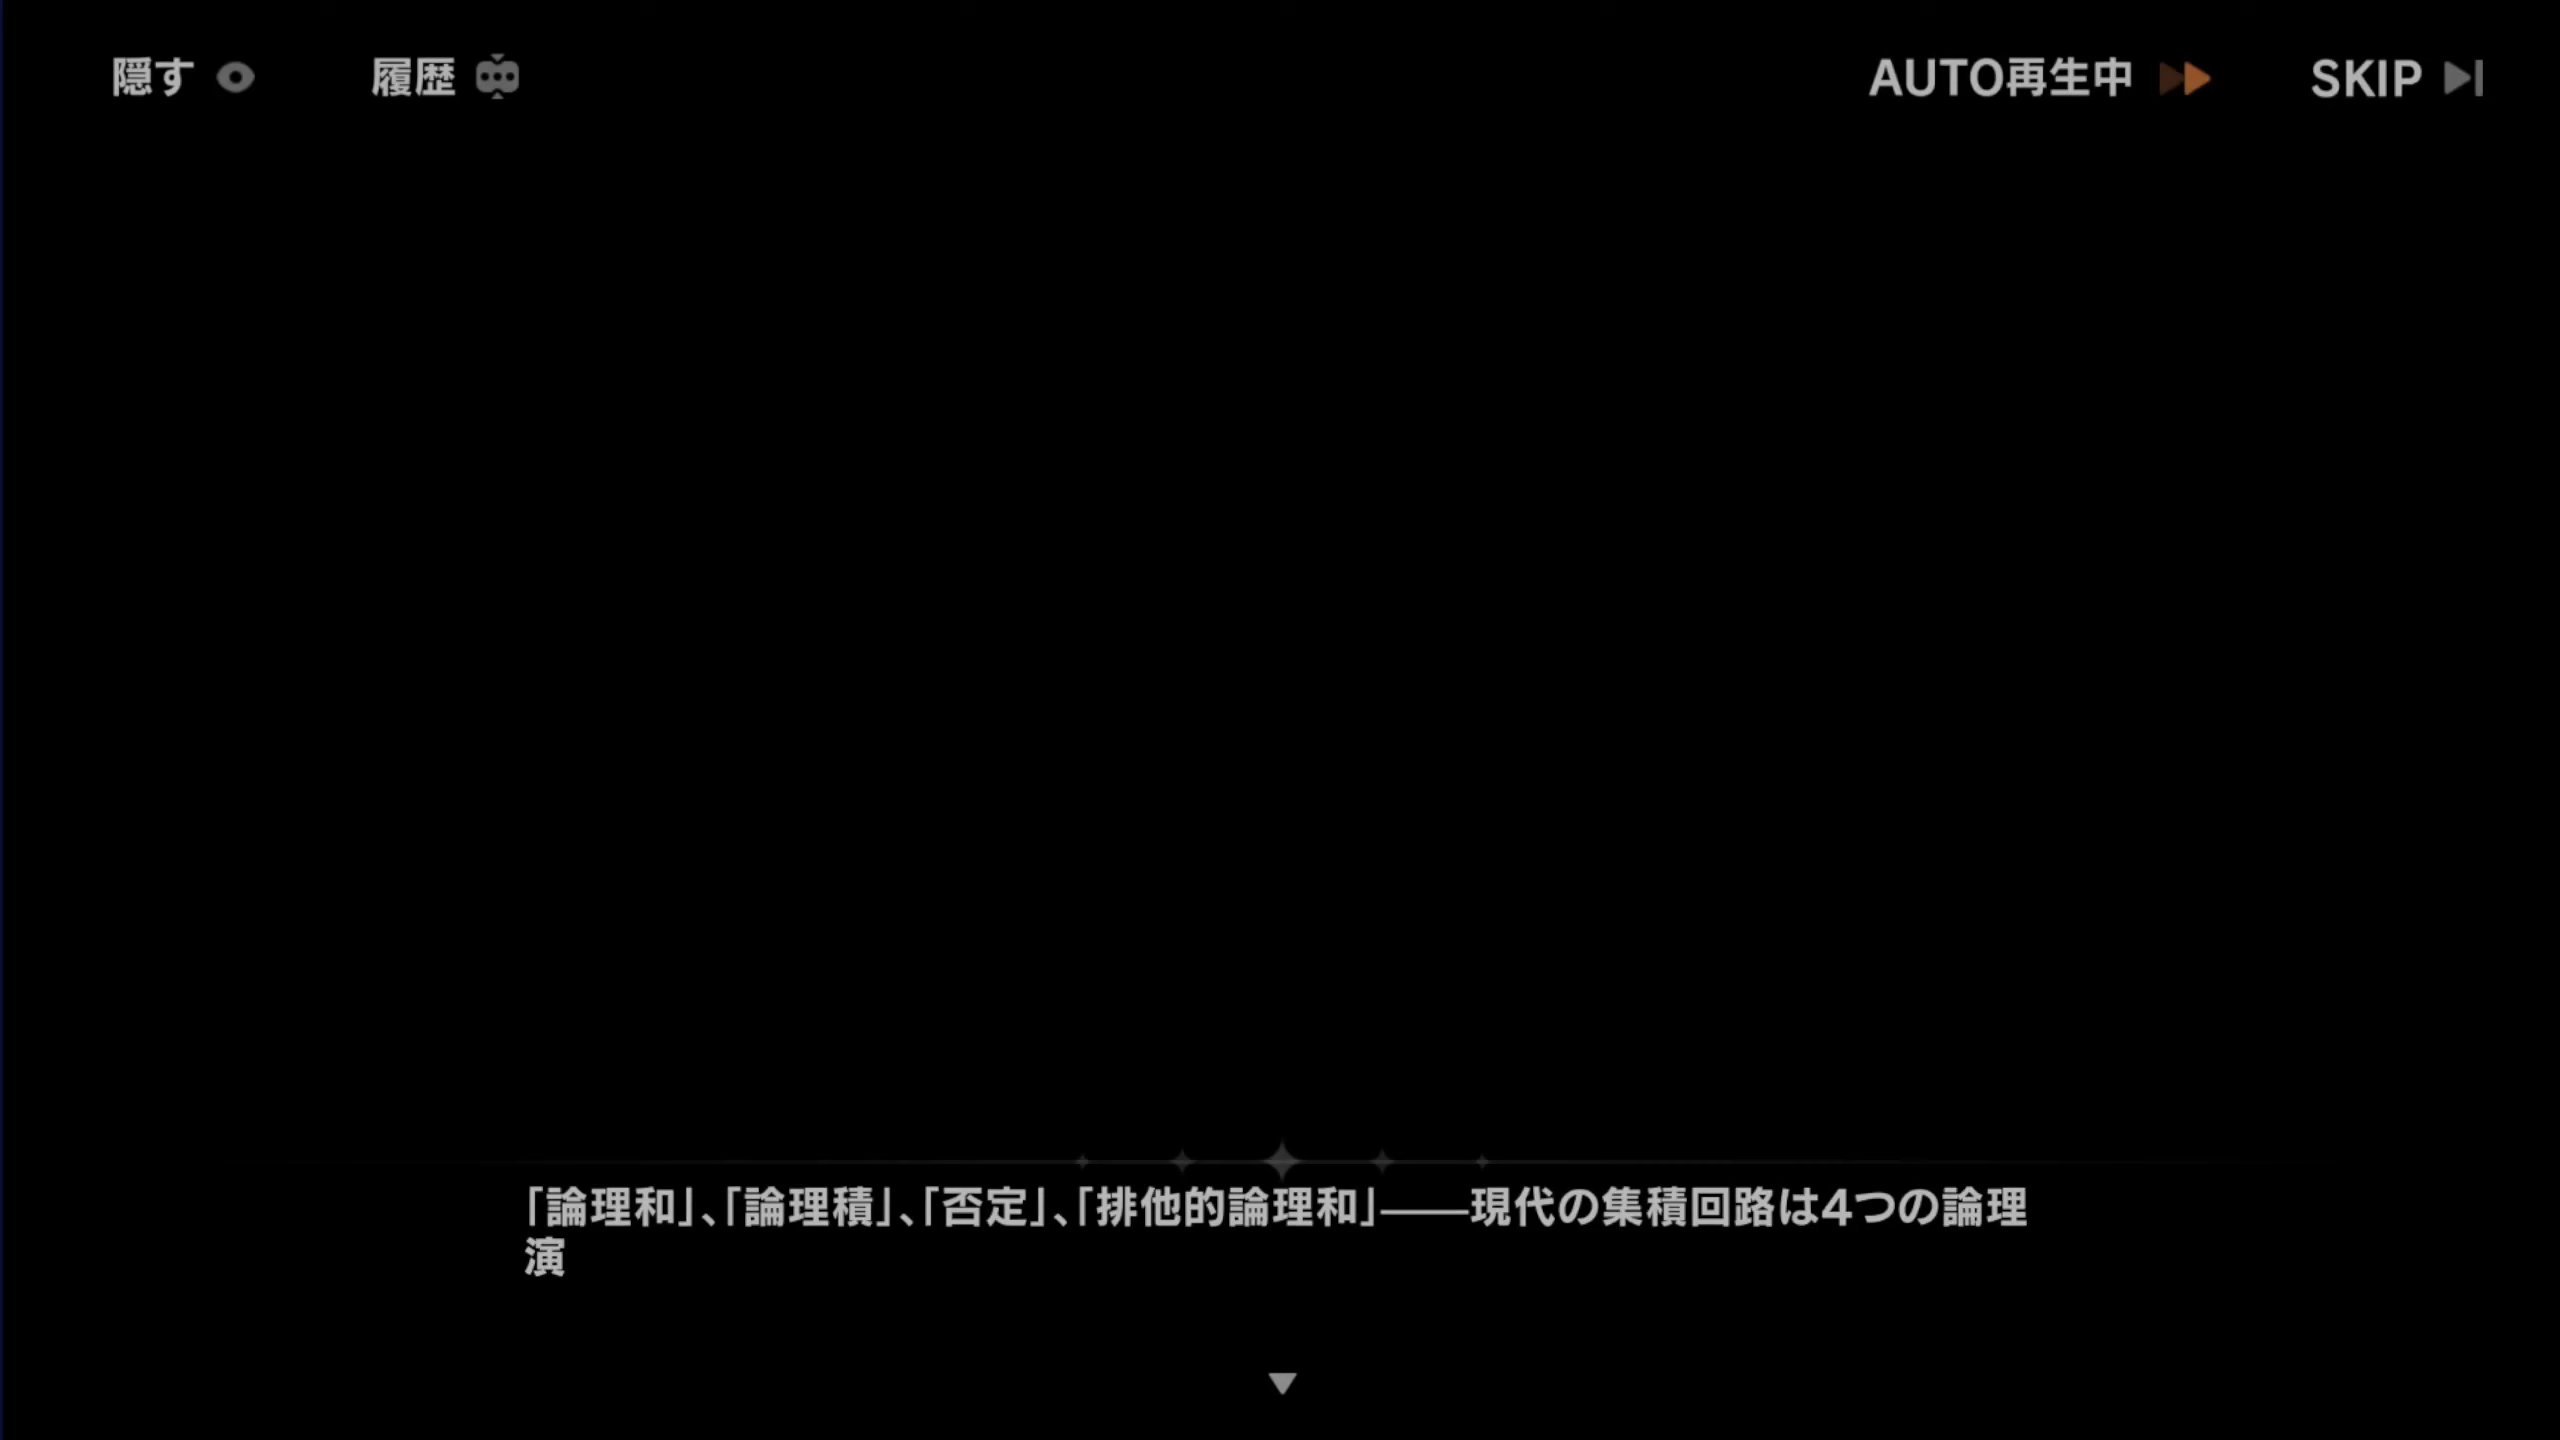 隠す
履歴
AUTO再生中
SKIP
「論理和」、「論理積」、「否定」、「排他的論理和」——現代の集積回路は4つの論理
演